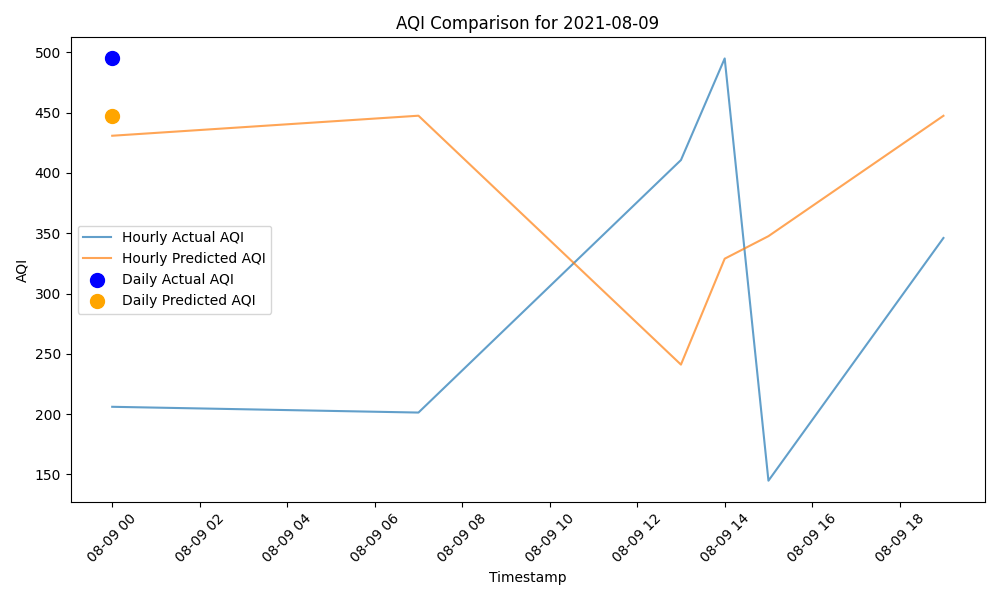 AQI Comparison for 2021-08-09
AQI
500
450
400
350
300
250
200
150
Hourly Actual AQI
Hourly Predicted AQI
Daily Actual AQI
Daily Predicted AQI
08-09 00
08-09 02
08-09 04
08-09 06
08-09 08
08-09 10
08-09 12
08-09 14
08-09 16
08-09 18
Timestamp